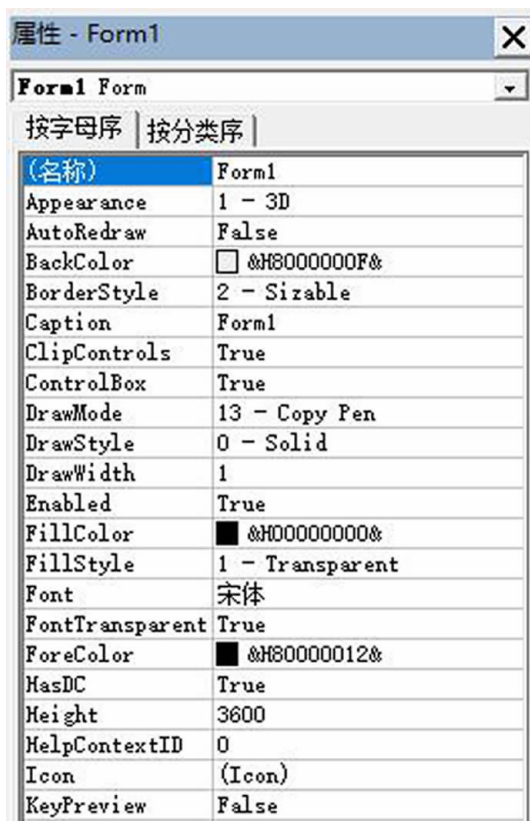 属性 - Form1
Form1 Form
按字母序 按分类序
(名称) Form1
Appearance 1 - 3D
AutoRedraw False
BackColor &H8000000F&
BorderStyle 2 - Sizable
Caption Form1
ClipControls True
ControlBox True
DrawMode 13 - Copy Pen
DrawStyle 0 - Solid
DrawWidth 1
Enabled True
FillColor &H00000000&
FillStyle 1 - Transparent
Font 宋体
FontTransparent True
ForeColor &H80000012&
HasDC True
Height 3600
HelpContextID 0
Icon (Icon)
KeyPreview False